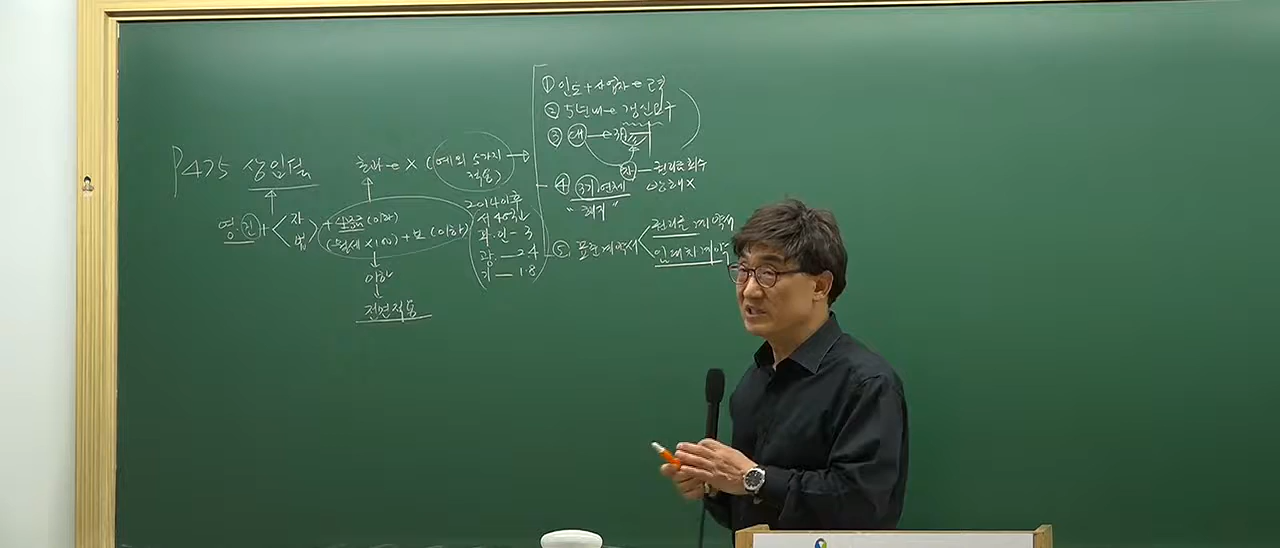 P475 상임법
초과 → X (예외 5가지 적용)
영·건 + < 자 법 > + 보증금 (이하)
(월세 × 100) + 보 (이하)
이하
전면적용
2014이후
서 4억↓
과·인 - 3
광 - 2.4
기 - 1.8
① 인도 + 사업자 → 대항
② 5년내 → 갱신요구
③ 대 → 3
차 - 권리금회수
방해 X
④ 3기연체
"해지"
⑤ 표준계약서 < 권리금 계약서
임대차계약